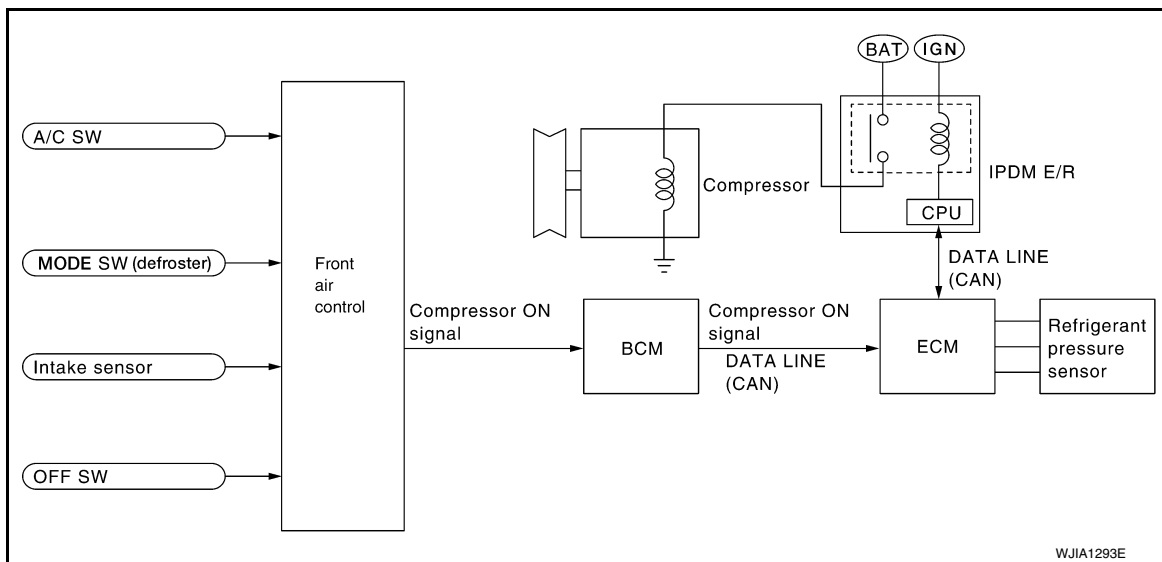 BAT
IGN
A/C SW
Compressor
IPDM E/R
CPU
MODE SW (defroster)
Front
air
control
DATA LINE
(CAN)
Compressor ON
signal
BCM
Compressor ON
signal
DATA LINE
(CAN)
ECM
Refrigerant
pressure
sensor
Intake sensor
OFF SW
WJIA1293E